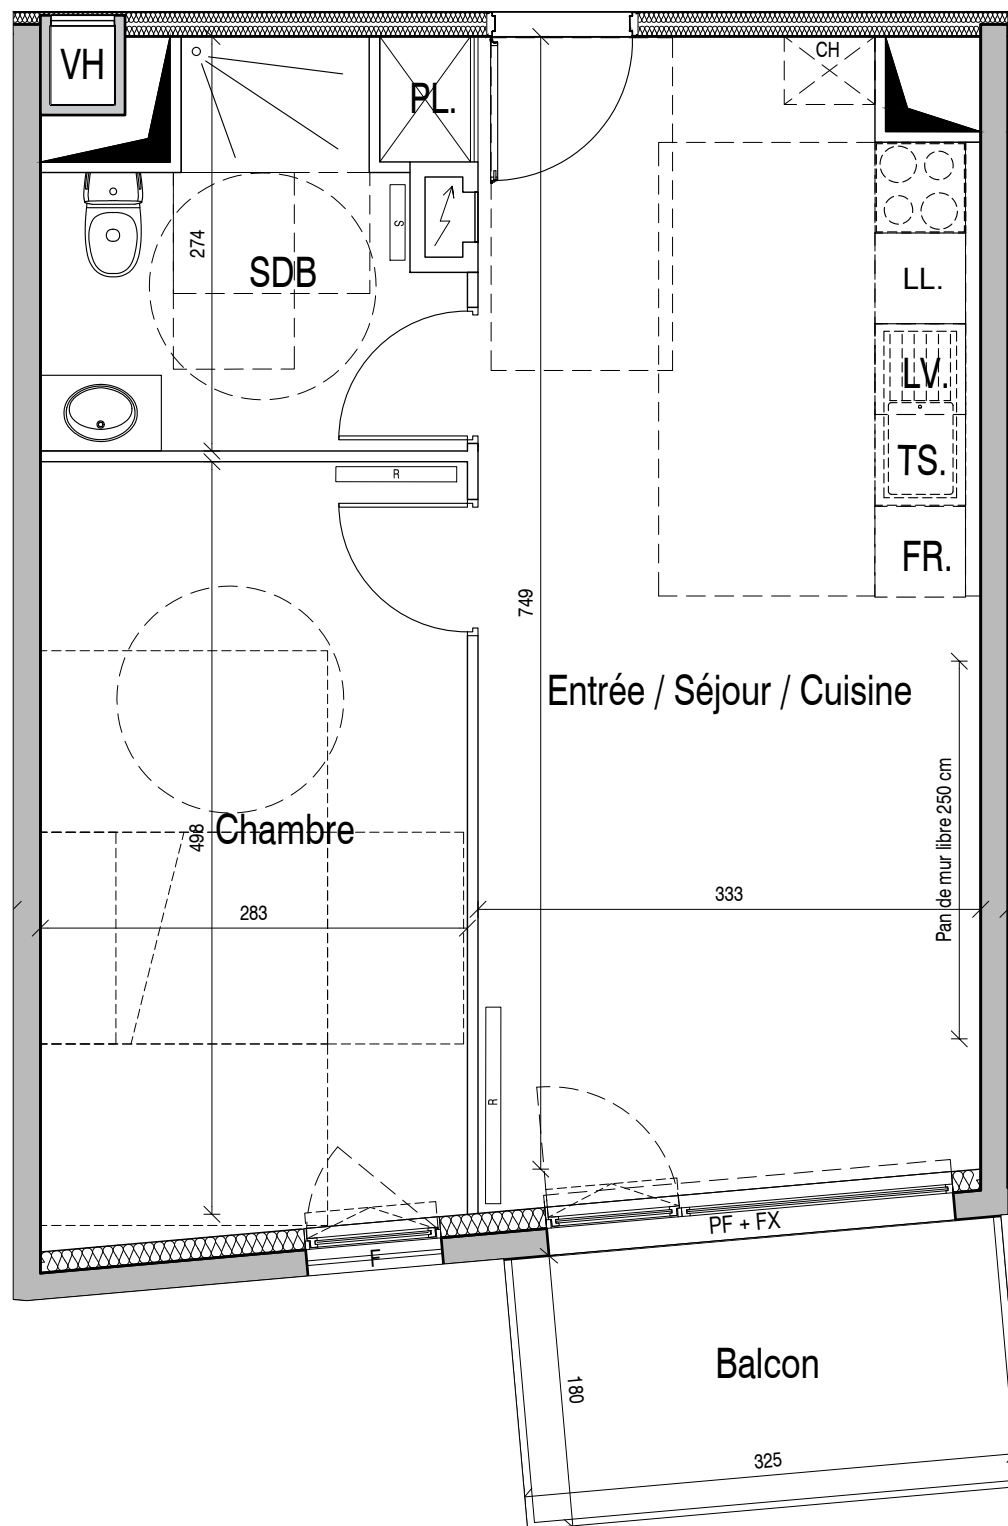 VH
PL.
CH
S
274
SDB
LL.
LV.
TS.
FR.
R
749
Entrée / Séjour / Cuisine
Pan de mur libre 250 cm
498
Chambre
283
333
R
F
PF + FX
Balcon
180
325